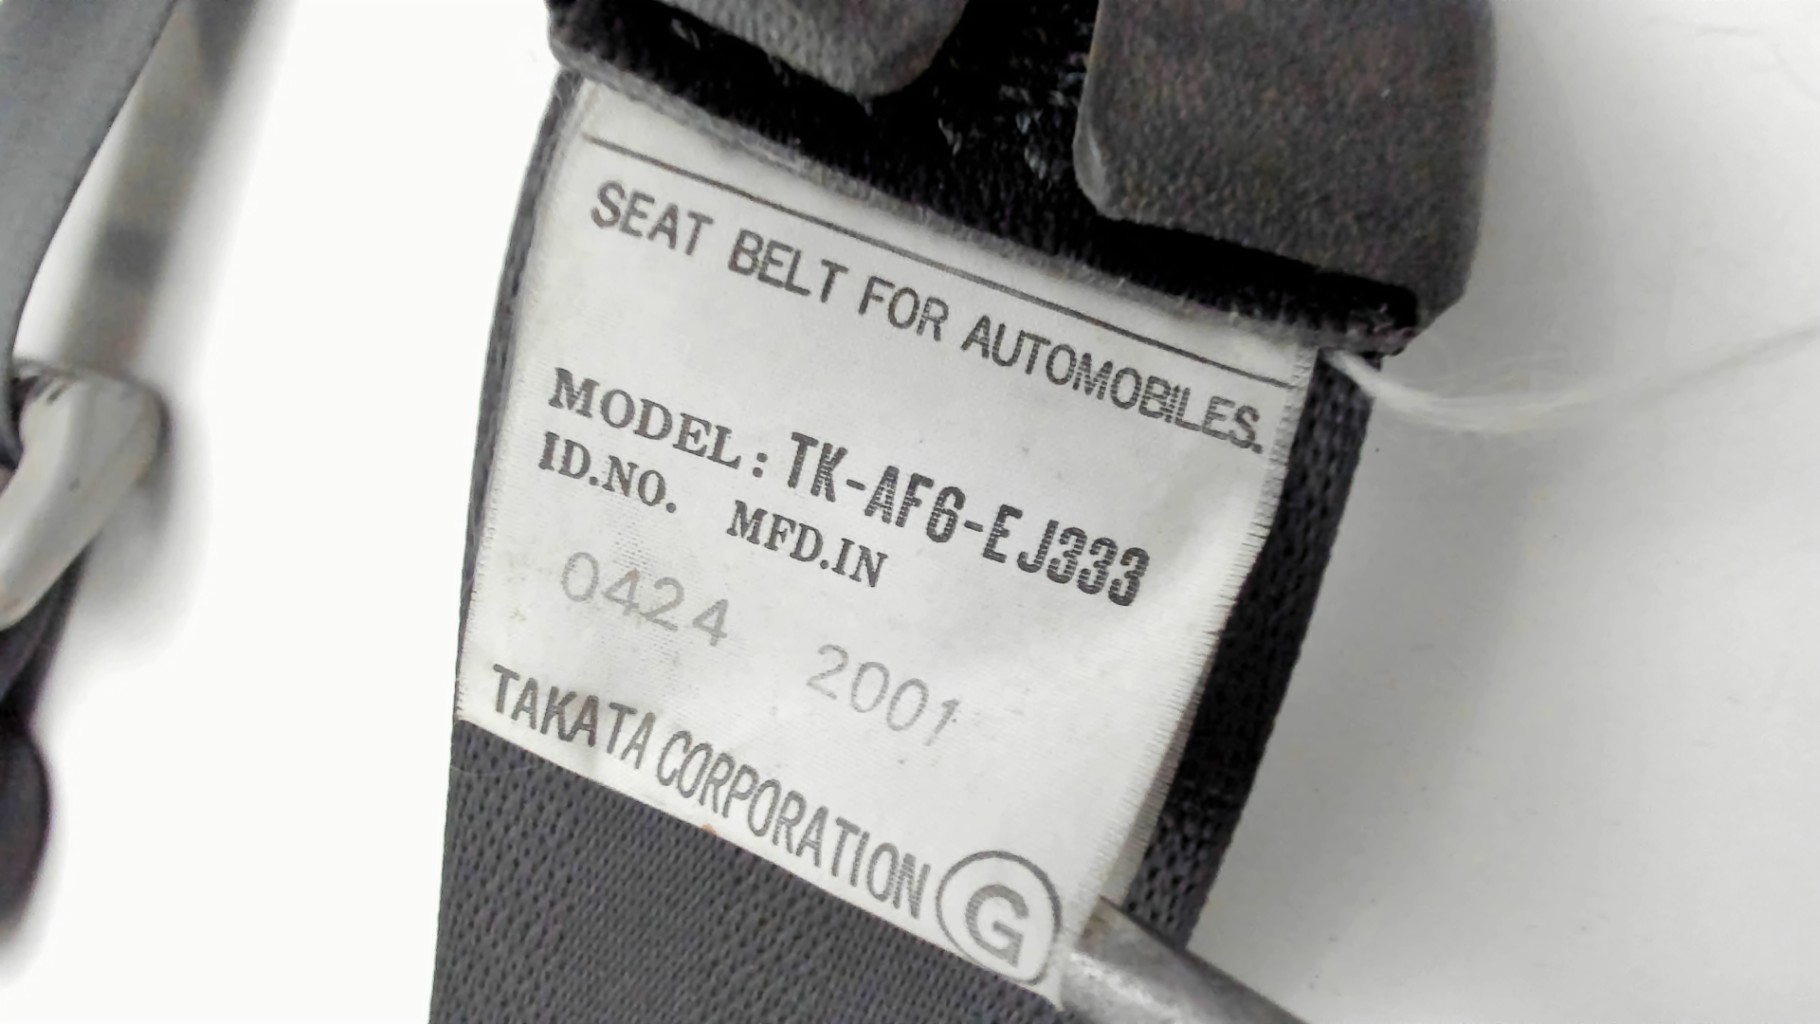 SEAT BELT FOR AUTOMOBILES.
MODEL: TK-AF6-EJ333
ID.NO. MFD.IN
0424 2001
TAKATA CORPORATION G